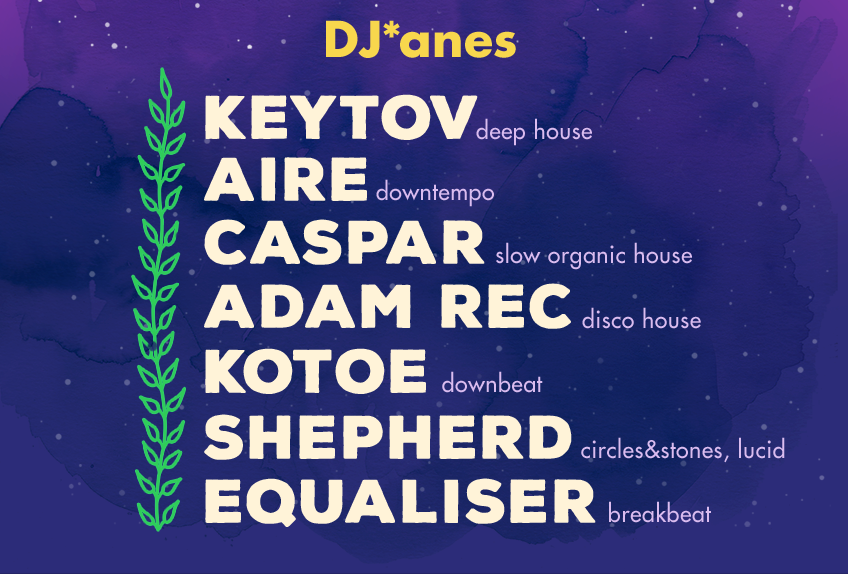 DJ*anes
KEYTOV deep house
AIRE downtempo
CASPAR slow organic house
ADAM REC disco house
KOTOE downbeat
SHEPHERD circles&stones, lucid
EQUALISER breakbeat